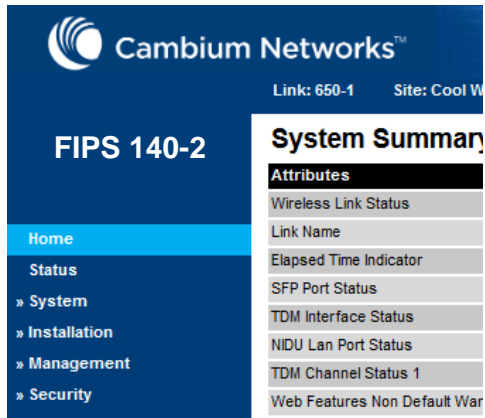 Cambium Networks™
Link: 650-1 Site: Cool
FIPS 140-2
System Summary
Attributes
Wireless Link Status
Home
Link Name
Status
Elapsed Time Indicator
» System
SFP Port Status
» Installation
TDM Interface Status
» Management
NIDU Lan Port Status
» Security
TDM Channel Status 1
Web Features Non Default